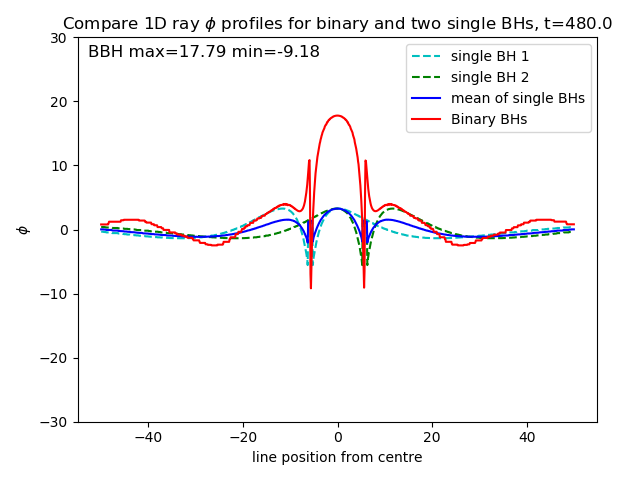 Compare 1D ray ϕ profiles for binary and two single BHs, t=480.0
BBH max=17.79 min=-9.18
single BH 1
single BH 2
mean of single BHs
Binary BHs
30
20
10
0
−10
−20
−30
ϕ
−40
−20
0
20
40
line position from centre